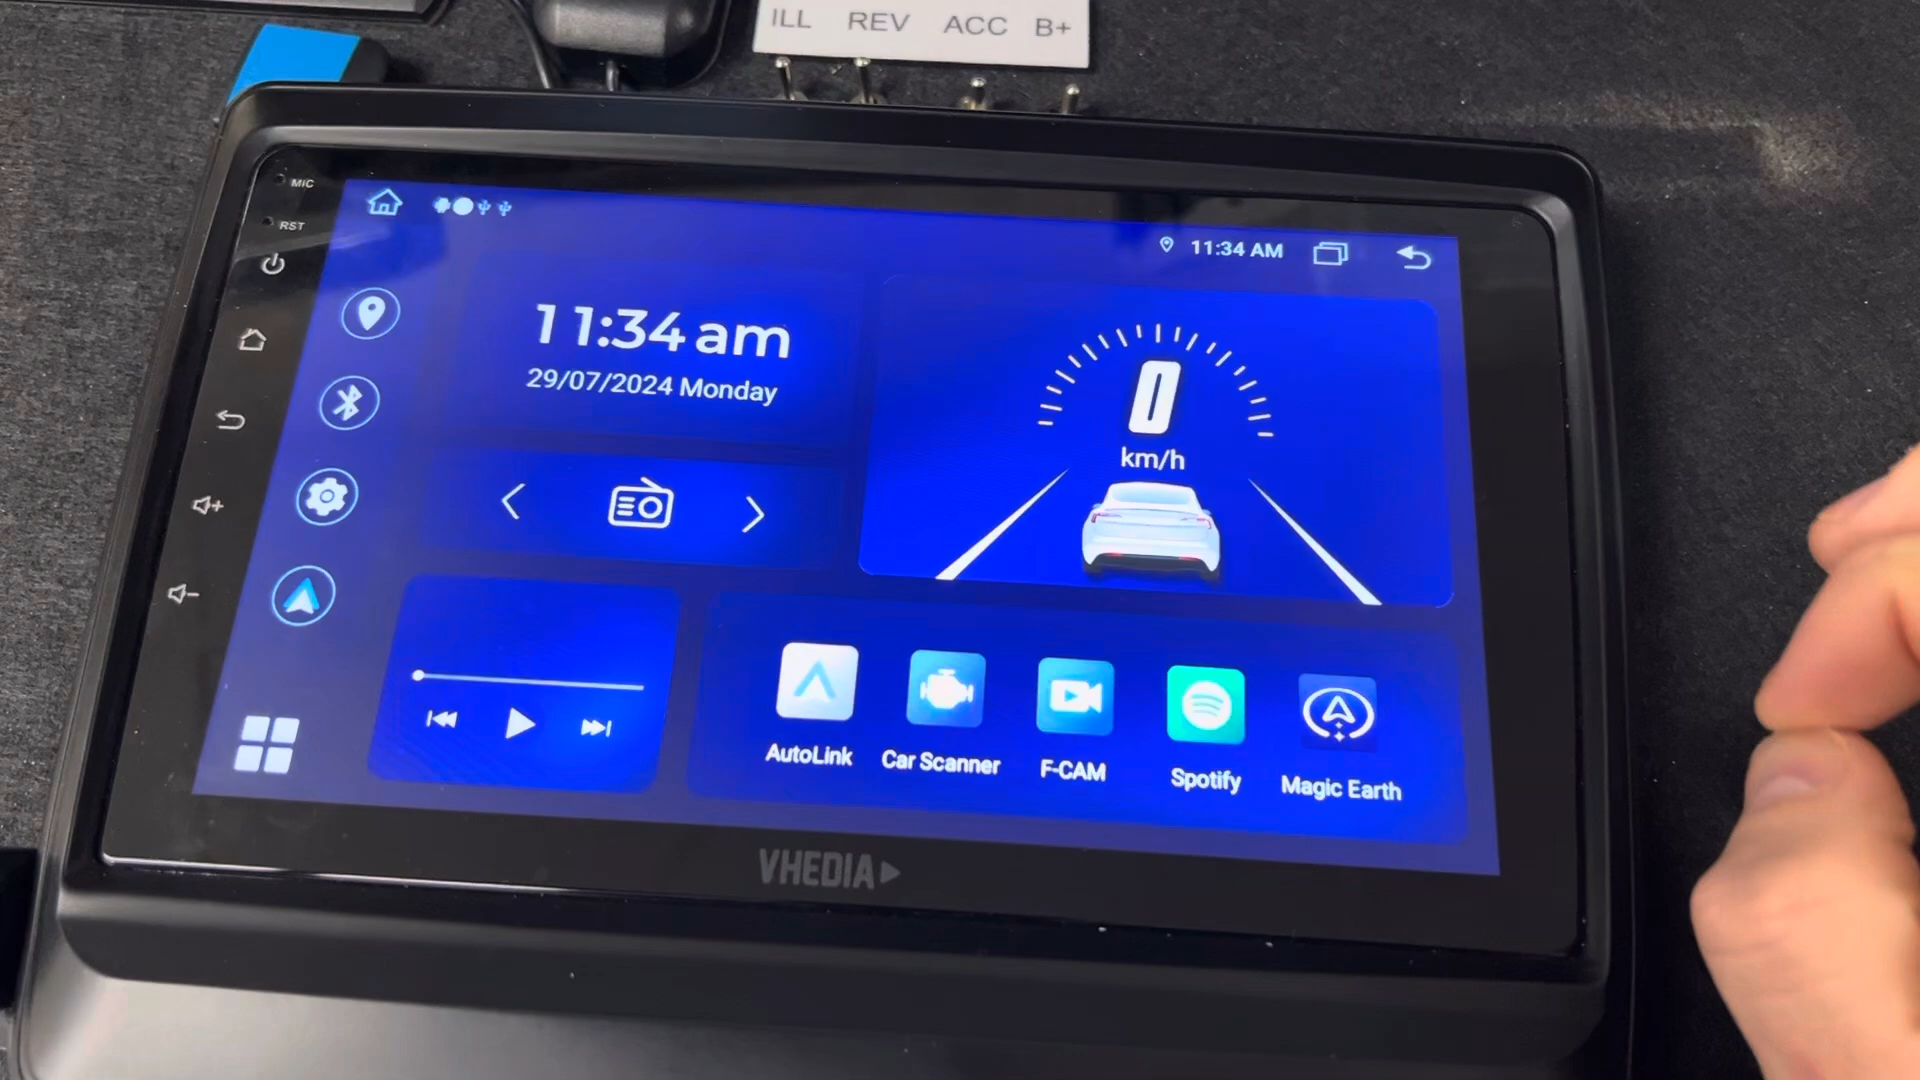 ILL REV ACC B+
MIC
RST
11:34 AM
11:34 am
29/07/2024 Monday
0
km/h
AutoLink
Car Scanner
F-CAM
Spotify
Magic Earth
VHEDIA